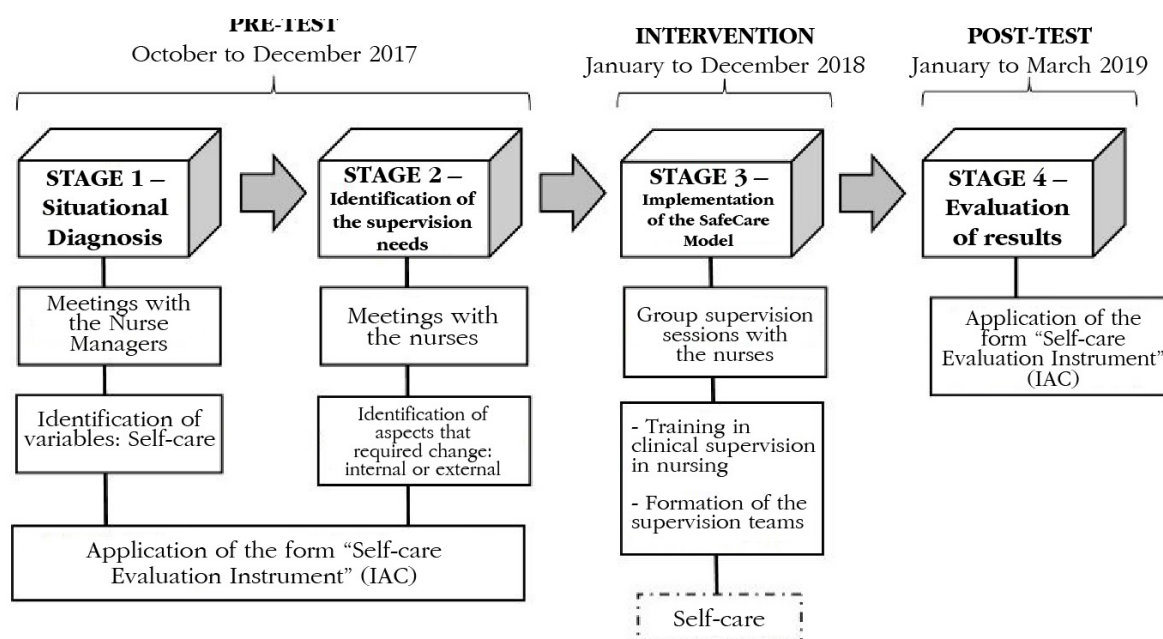 PRE-TEST
October to December 2017
INTERVENTION
January to December 2018
POST-TEST
January to March 2019
STAGE 1 –
Situational
Diagnosis
STAGE 2 –
Identification of
the supervision
needs
STAGE 3 –
Implementation
of the SafeCare
Model
STAGE 4 –
Evaluation
of results
Meetings with
the Nurse
Managers
Meetings with
the nurses
Group supervision
sessions with
the nurses
Application of the
form “Self-care
Evaluation Instrument”
(IAC)
Identification of
variables: Self-care
Identification of
aspects that
required change:
internal or external
- Training in
clinical supervision
in nursing
- Formation of the
supervision teams
Application of the form “Self-care
Evaluation Instrument” (IAC)
Self-care